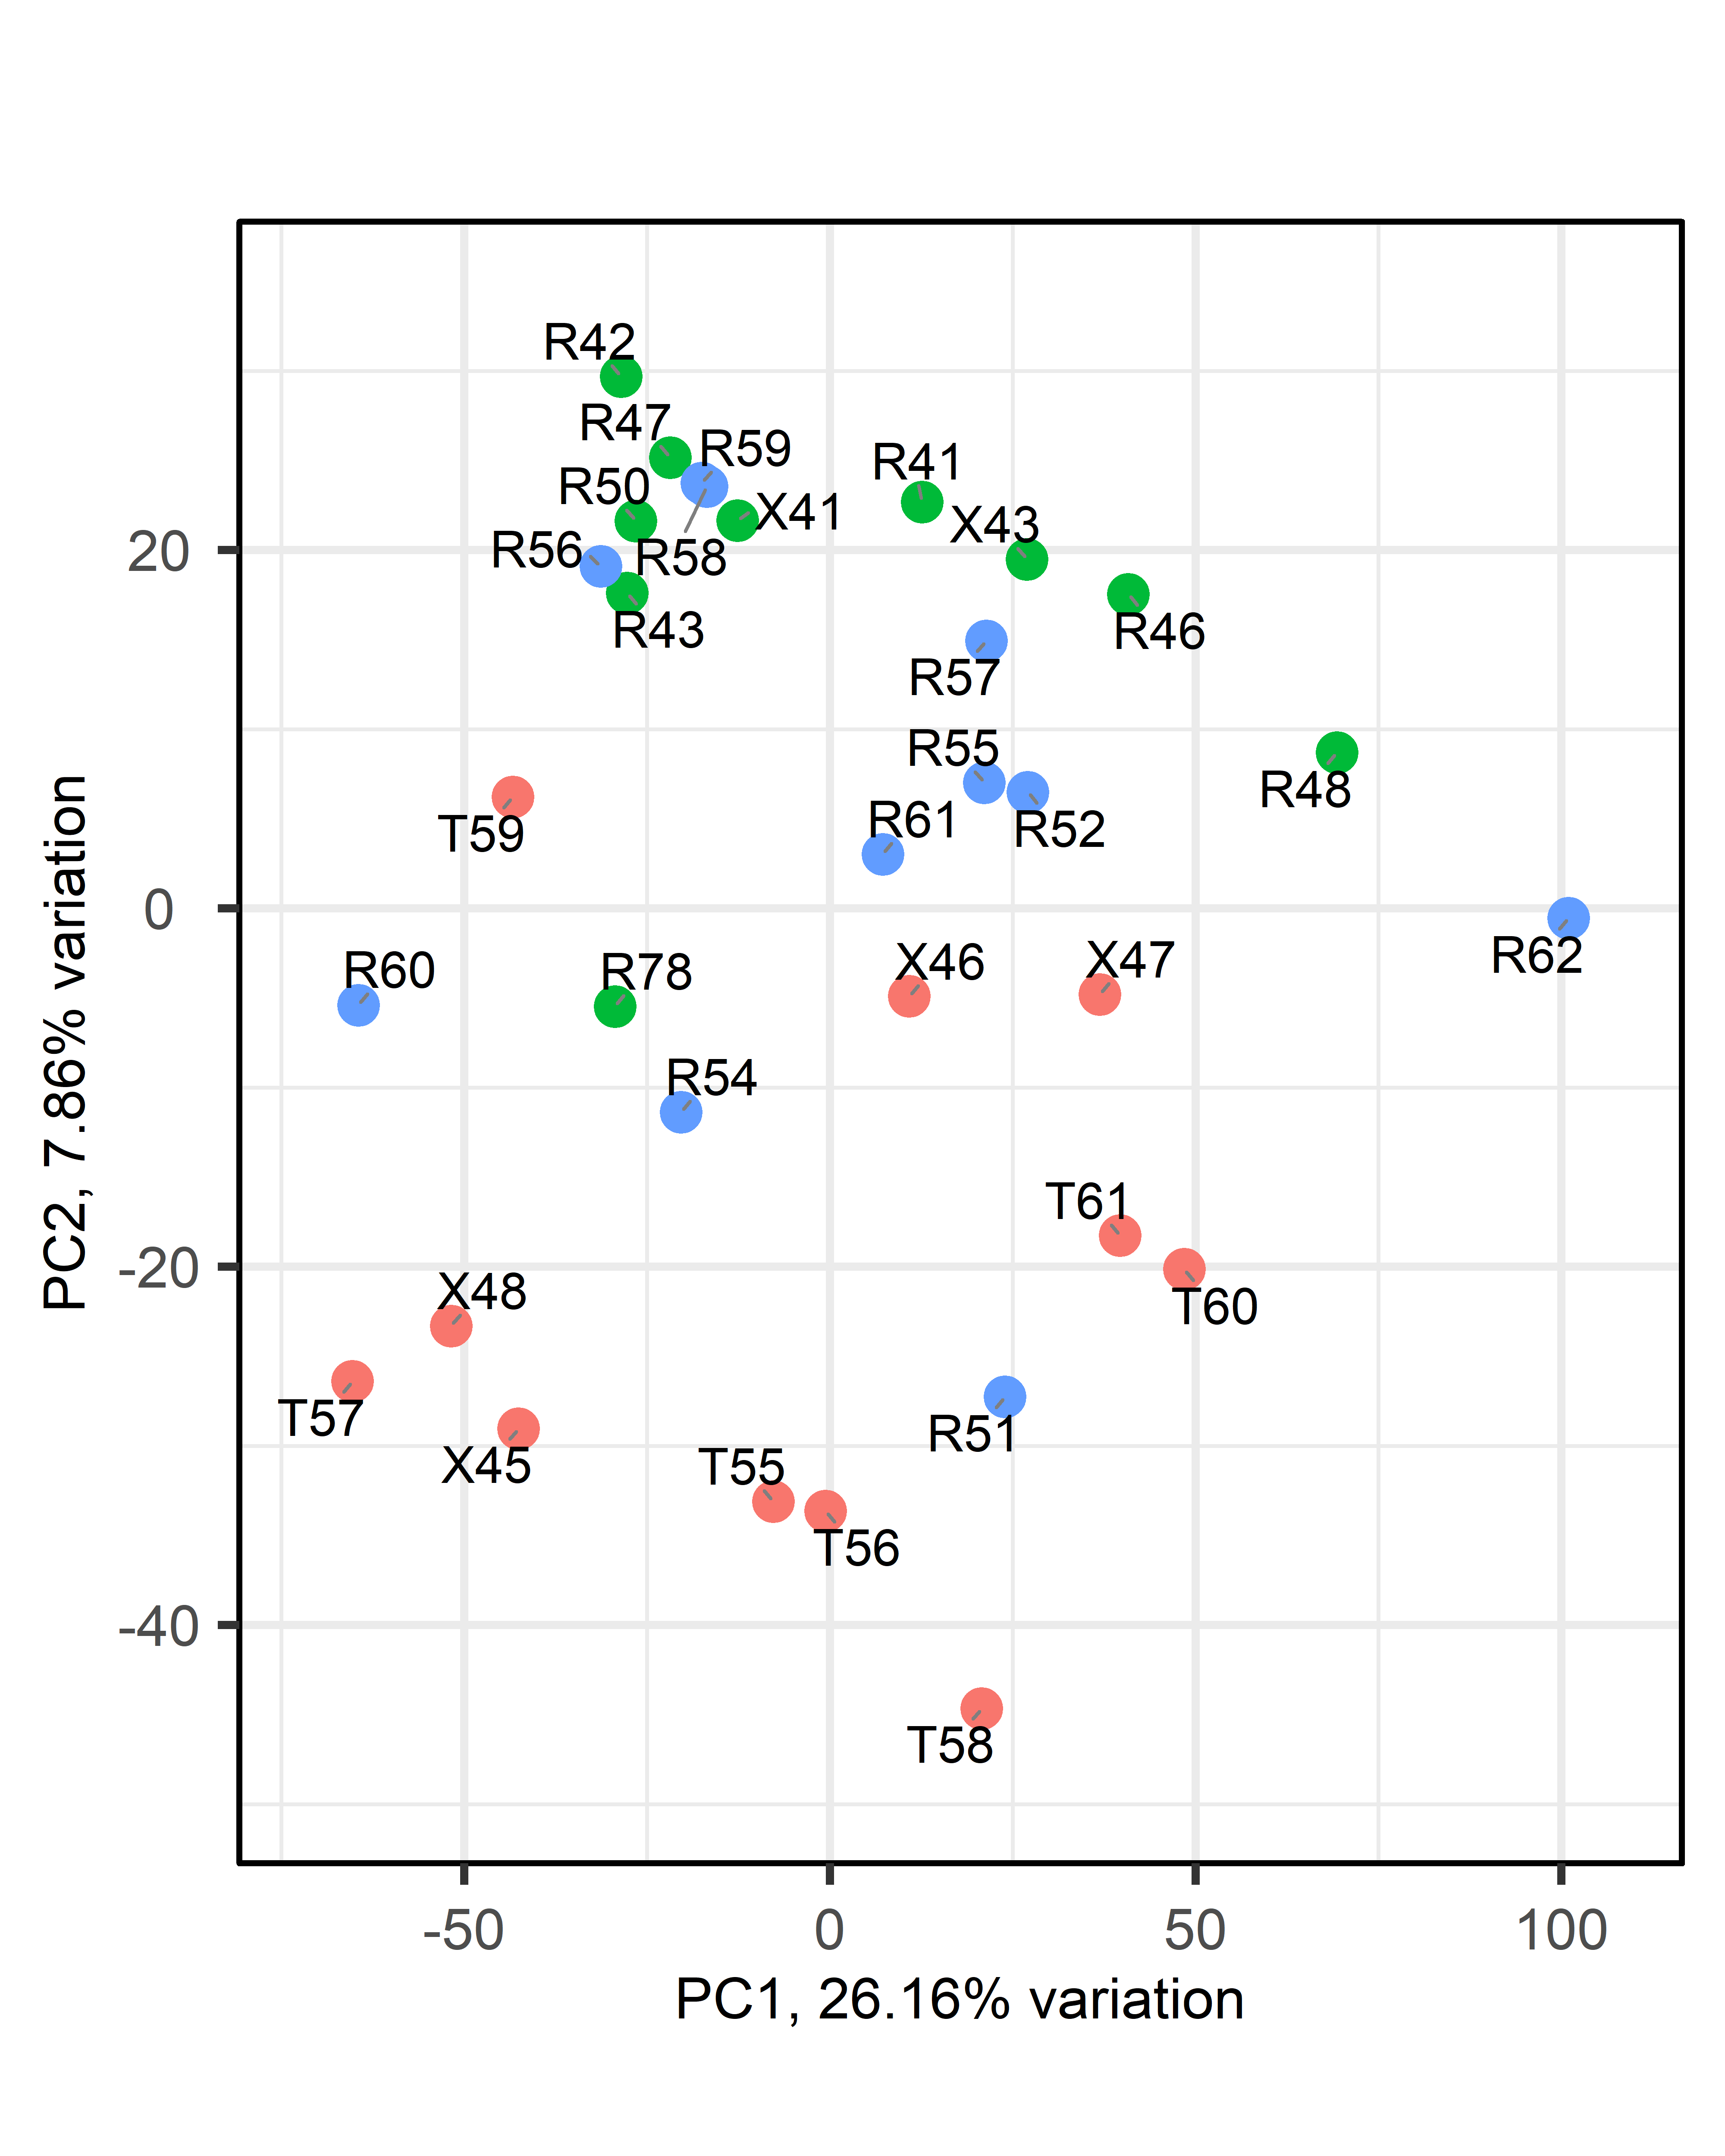 R42
R47
R59
R50
R41
X41
X43
R56
R58
R43
R46
R57
R55
R48
R61
R52
T59
R62
R60
R78
X46
X47
R54
T61
T60
X48
T57
X45
R51
T55
T56
T58
20
0
-20
-40
-50
0
50
100
PC1, 26.16% variation
PC2, 7.86% variation